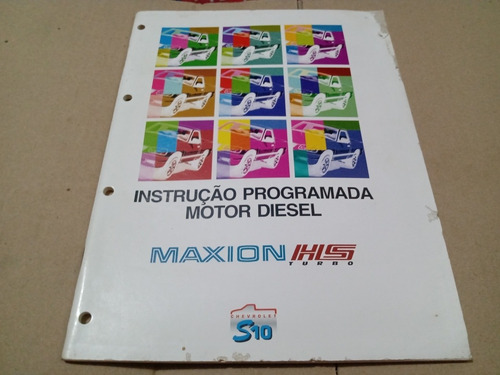 INSTRUÇÃO PROGRAMADA
MOTOR DIESEL
MAXION HS
TURBO
CHEVROLET
S10